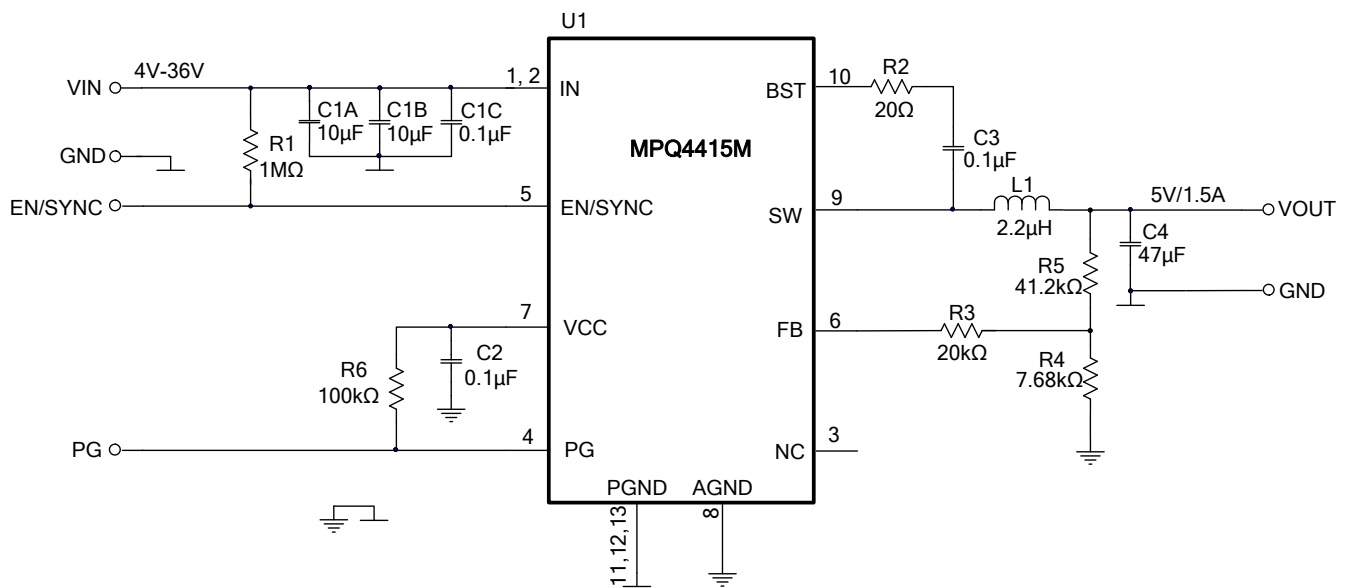 U1
4V-36V
VIN
GND
EN/SYNC
R1
1MΩ
C1A
10µF
C1B
10µF
C1C
0.1µF
1, 2
IN
5
EN/SYNC
7
VCC
C2
0.1µF
R6
100kΩ
PG
4
PG
MPQ4415M
BST
10
R2
20Ω
C3
0.1µF
SW
9
L1
2.2µH
5V/1.5A
VOUT
C4
47µF
GND
R5
41.2kΩ
FB
6
R3
20kΩ
R4
7.68kΩ
NC
3
PGND
AGND
11,12,13
8